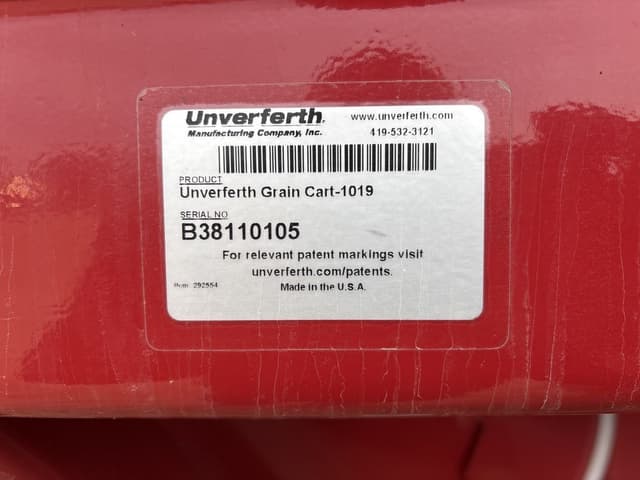 Unverferth. www.unverferth.com
Manufacturing Company, Inc. 419-532-3121
PRODUCT
Unverferth Grain Cart-1019
SERIAL NO
B38110105
For relevant patent markings visit
unverferth.com/patents.
292554 Made in the U.S.A.